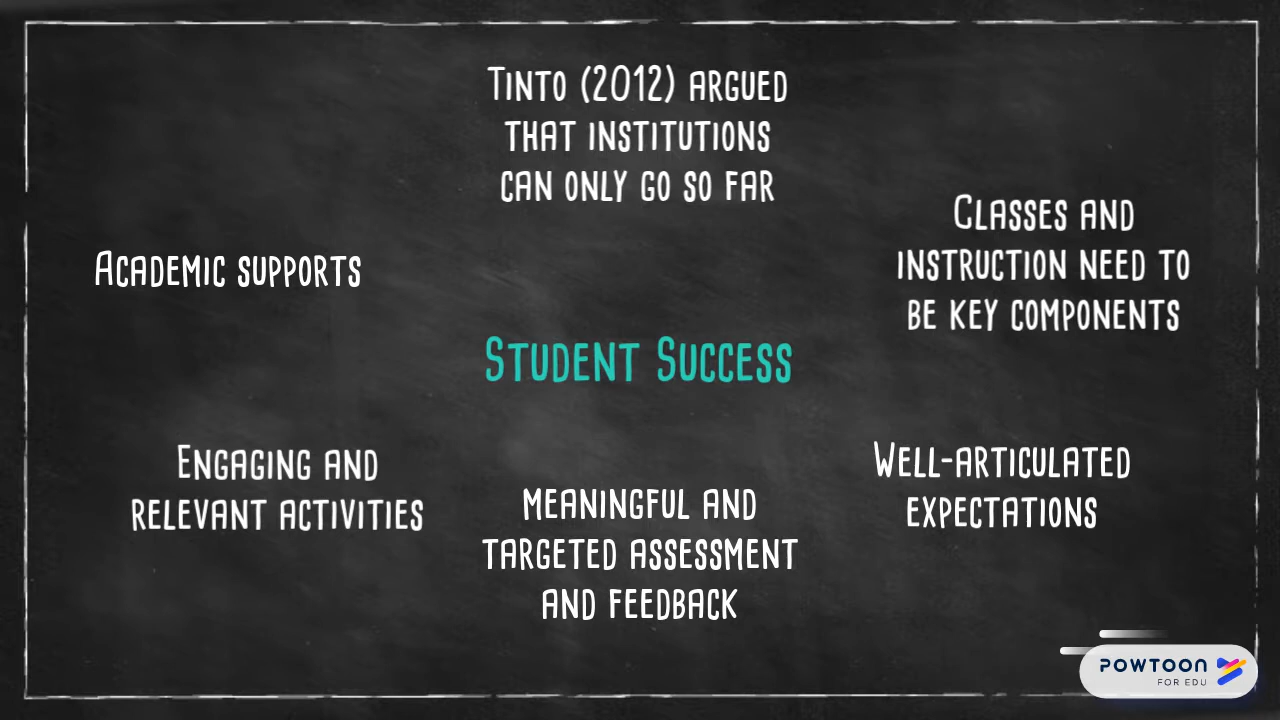 Tinto (2012) argued
that institutions
can only go so far
Classes and
instruction need to
be key components
Academic supports
Student Success
Engaging and
relevant activities
Well-articulated
expectations
meaningful and
targeted assessment
and feedback
POWTOON
FOR EDU